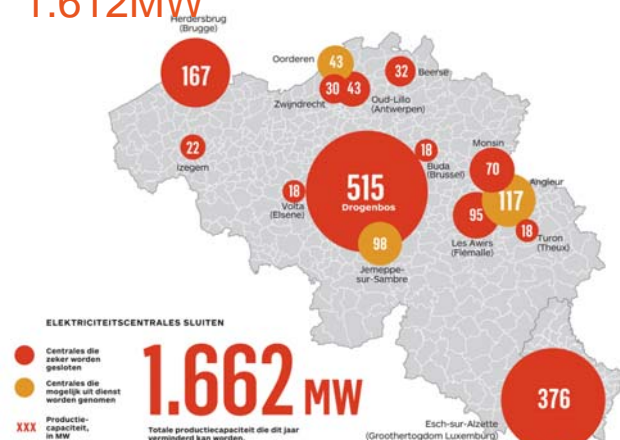 1.612MW
Herdersbrug
(Brugge)
167
Oorderen
43
32
Beerse
30
43
Zwijndrecht
Oud-Lillo
(Antwerpen)
22
Izegem
18
Buda
(Brussel)
Monsin
70
Angleur
117
515
Drogenbos
18
Volta
(Elsene)
95
Les Awirs
(Flémalle)
18
Turon
(Theux)
98
Jemeppe-
sur-Sambre
ELEKTRICITEITSCENTRALES SLUITEN
Centrales die
zeker worden
gesloten
Centrales die
mogelijk uit dienst
worden genomen
XXX
Productie-
capaciteit,
in MW
1.662 MW
Totale productiecapaciteit die dit jaar
verminderd kan worden.
376
Esch-sur-Alzette
(Groothertogdom Luxemburg)